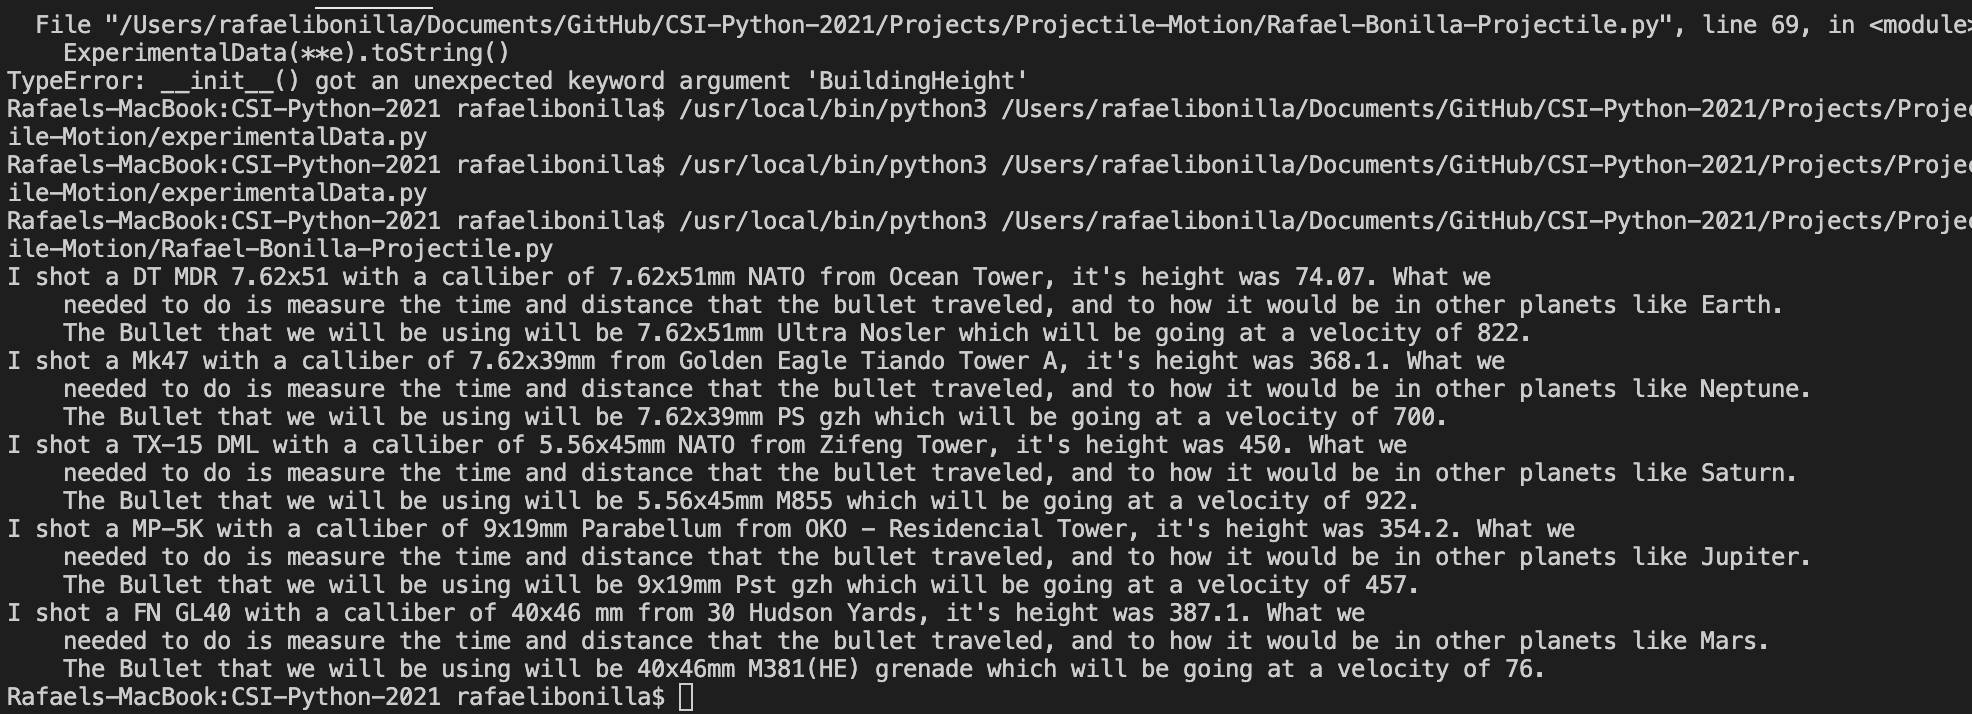 File "/Users/rafaelibonilla/Documents/GitHub/CSI-Python-2021/Projects/Projectile-Motion/Rafael-Bonilla-Projectile.py", line 69, in <module>
ExperimentalData(**e).toString()
TypeError: __init__() got an unexpected keyword argument 'BuildingHeight'
Rafaels-MacBook:CSI-Python-2021 rafaelibonilla$ /usr/local/bin/python3 /Users/rafaelibonilla/Documents/GitHub/CSI-Python-2021/Projects/Projec
ile-Motion/experimentalData.py
Rafaels-MacBook:CSI-Python-2021 rafaelibonilla$ /usr/local/bin/python3 /Users/rafaelibonilla/Documents/GitHub/CSI-Python-2021/Projects/Projec
ile-Motion/experimentalData.py
Rafaels-MacBook:CSI-Python-2021 rafaelibonilla$ /usr/local/bin/python3 /Users/rafaelibonilla/Documents/GitHub/CSI-Python-2021/Projects/Projec
ile-Motion/Rafael-Bonilla-Projectile.py
I shot a DT MDR 7.62x51 with a calliber of 7.62x51mm NATO from Ocean Tower, it's height was 74.07. What we
needed to do is measure the time and distance that the bullet traveled, and to how it would be in other planets like Earth.
The Bullet that we will be using will be 7.62x51mm Ultra Nosler which will be going at a velocity of 822.
I shot a Mk47 with a calliber of 7.62x39mm from Golden Eagle Tiando Tower A, it's height was 368.1. What we
needed to do is measure the time and distance that the bullet traveled, and to how it would be in other planets like Neptune.
The Bullet that we will be using will be 7.62x39mm PS gzh which will be going at a velocity of 700.
I shot a TX-15 DML with a calliber of 5.56x45mm NATO from Zifeng Tower, it's height was 450. What we
needed to do is measure the time and distance that the bullet traveled, and to how it would be in other planets like Saturn.
The Bullet that we will be using will be 5.56x45mm M855 which will be going at a velocity of 922.
I shot a MP-5K with a calliber of 9x19mm Parabellum from OKO – Residencial Tower, it's height was 354.2. What we
needed to do is measure the time and distance that the bullet traveled, and to how it would be in other planets like Jupiter.
The Bullet that we will be using will be 9x19mm Pst gzh which will be going at a velocity of 457.
I shot a FN GL40 with a calliber of 40x46 mm from 30 Hudson Yards, it's height was 387.1. What we
needed to do is measure the time and distance that the bullet traveled, and to how it would be in other planets like Mars.
The Bullet that we will be using will be 40x46mm M381(HE) grenade which will be going at a velocity of 76.
Rafaels-MacBook:CSI-Python-2021 rafaelibonilla$